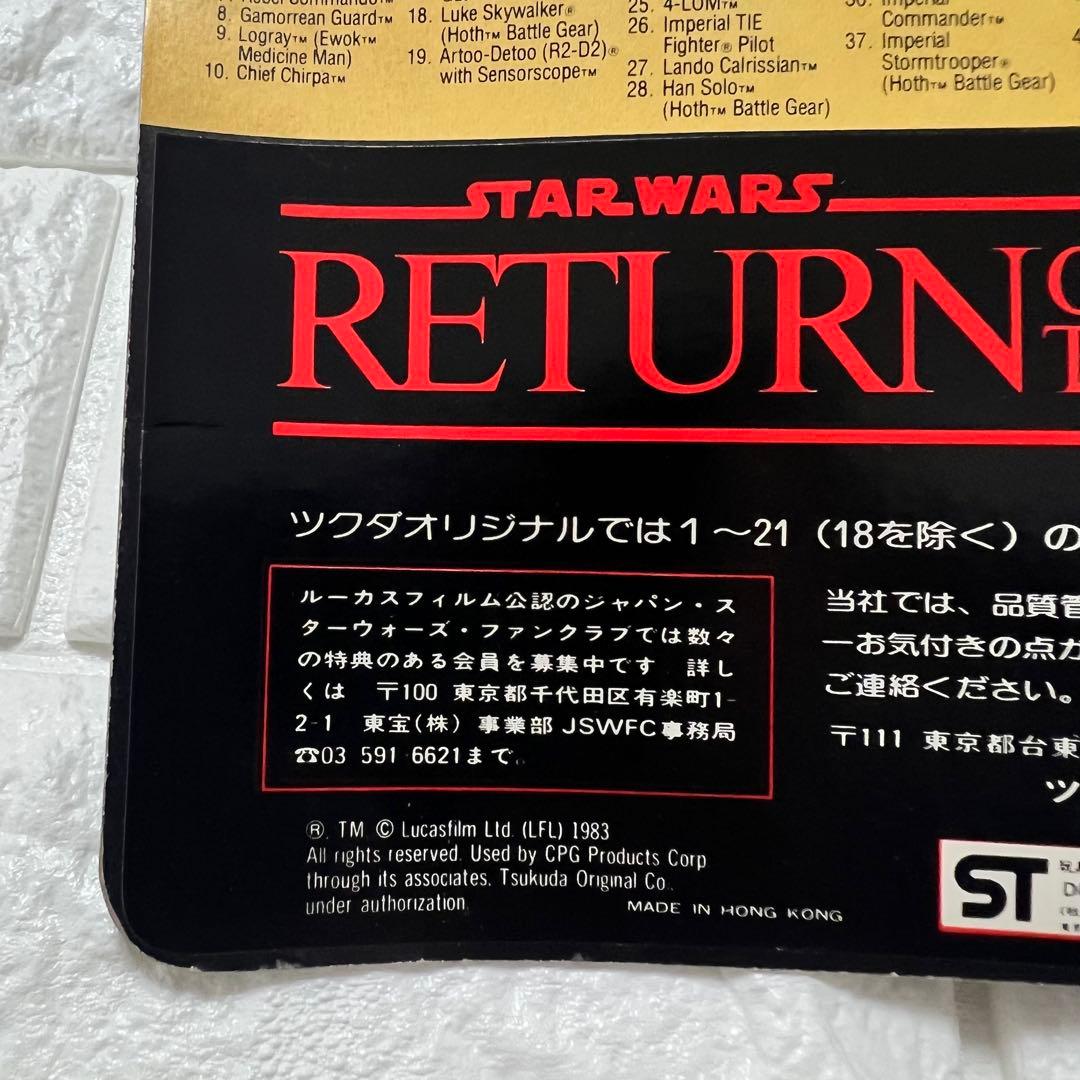 8. Gamorrean Guard™
9. Logray™ (Ewok™
Medicine Man)
10. Chief Chirpa™
18. Luke Skywalker®
(Hoth™ Battle Gear)
19. Artoo-Detoo (R2-D2)®
with Sensorscope™
25. 4-LOM™
26. Imperial TIE
Fighter® Pilot
27. Lando Calrissian™
28. Han Solo™
(Hoth™ Battle Gear)
Commander™
37. Imperial
Stormtrooper®
(Hoth™ Battle Gear)
STAR WARS
RETURN
ツクダオリジナルでは1〜21（18を除く）の
ルーカスフィルム公認のジャパン・ス
ターウォーズ・ファンクラブでは数々
の特典のある会員を募集中です 詳し
くは 〒100 東京都千代田区有楽町1-
2-1 東宝(株) 事業部 JSWFC事務局
☎03 591 6621まで。
当社では、品質管
一お気付きの点が
ご連絡ください。
〒111 東京都台東
ツ
®. TM © Lucasfilm Ltd. (LFL) 1983
All rights reserved. Used by CPG Products Corp
through its associates. Tsukuda Original Co.,
under authorization.
MADE IN HONG KONG
ST